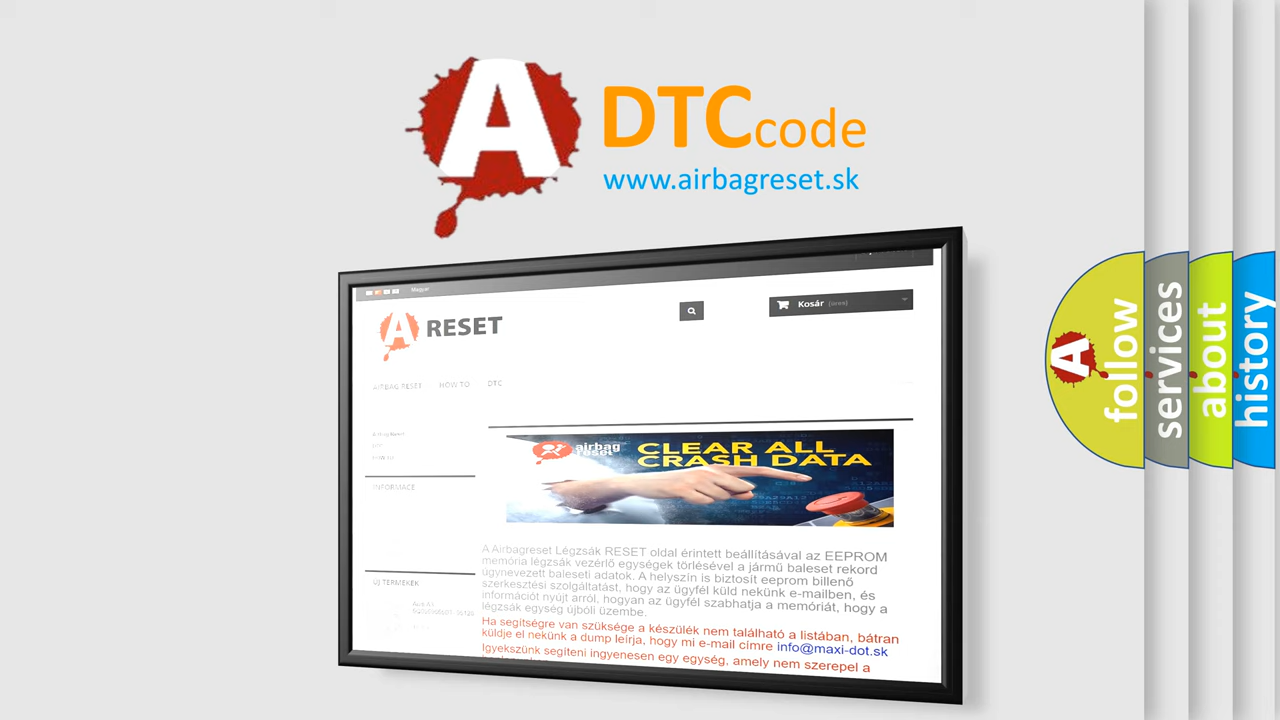 A DTCcode
www.airbagreset.sk
Magyar
Kosár (üres)
A RESET
AIRBAG RESET HOW TO DTC
INFORMACE
airbag reset
CLEAR ALL
CRASH DATA
A Airbagreset Légzsák RESET oldal érintett beállításával az EEPROM
memória légzsák vezérlő egységek törlésével a jármű baleset rekord
úgynevezett baleseti adatok. A helyszín is biztosít eeprom billenő
szerkesztési szolgáltatást, hogy az ügyfél küld nekünk e-mailben, és
információt nyújt arról, hogyan az ügyfél szabhatja a memóriát, hogy a
légzsák egység újbóli üzembe.
ÚJ TERMÉKEK
Ha segítségre van szüksége a készülék nem található a listában, bátran
küldje el nekünk a dump leírja, hogy mi e-mail címre info@maxi-dot.sk
Igyekszünk segíteni ingyenesen egy egység, amely nem szerepel a
A follow
services
about
history